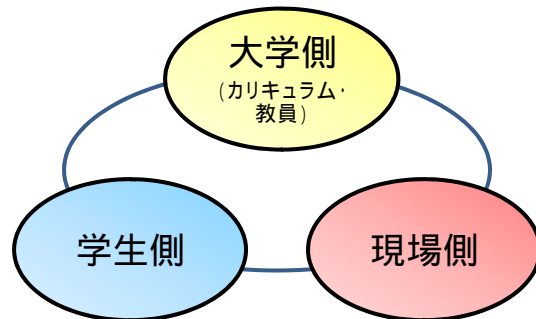 大学側
(カリキュラム・
教員)
学生側
現場側